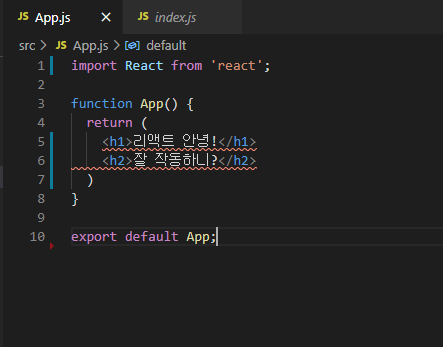 JS App.js × JS index.js
src > JS App.js > default
1 import React from 'react';
2
3 function App() {
4 return (
5 <h1>리액트 안녕!</h1>
6 <h2>잘 작동하니?</h2>
7 )
8 }
9
10 export default App;